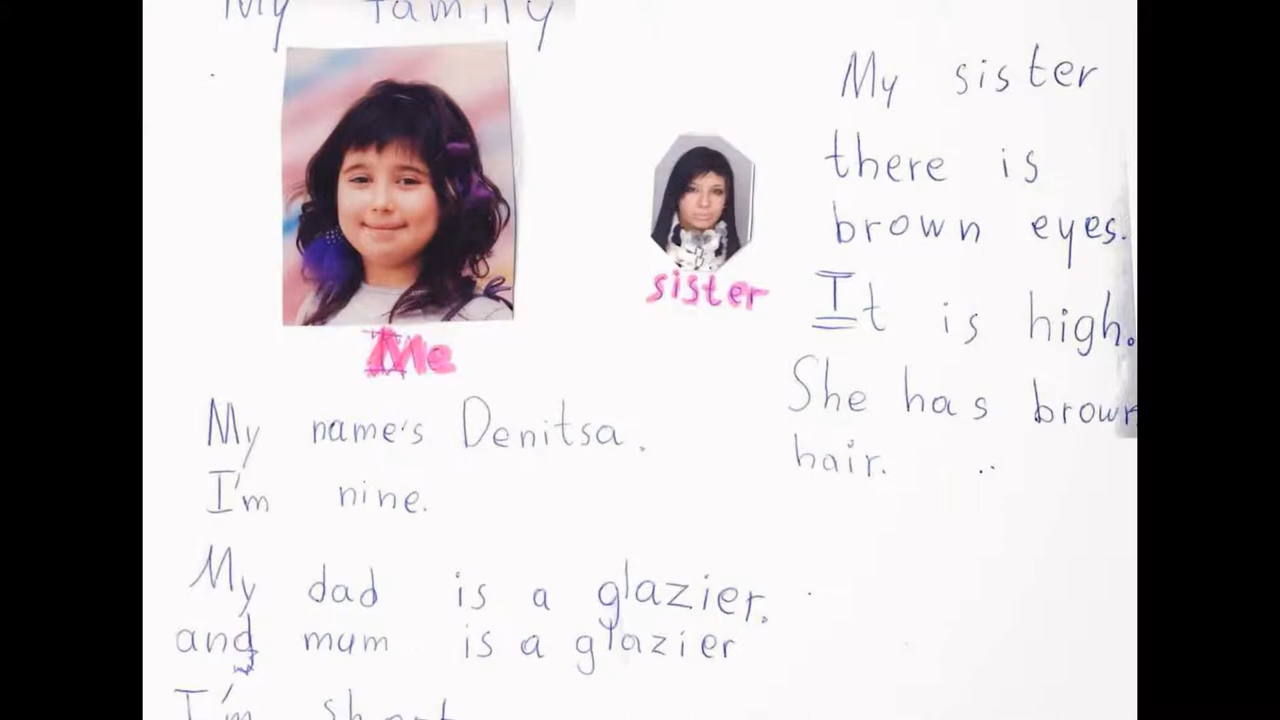 My family
Me
sister
My name's Denitsa.
I'm nine.
My dad is a glazier.
and mum is a glazier
I'm short
My sister
there is
brown eyes.
It is high.
She has brown
hair.